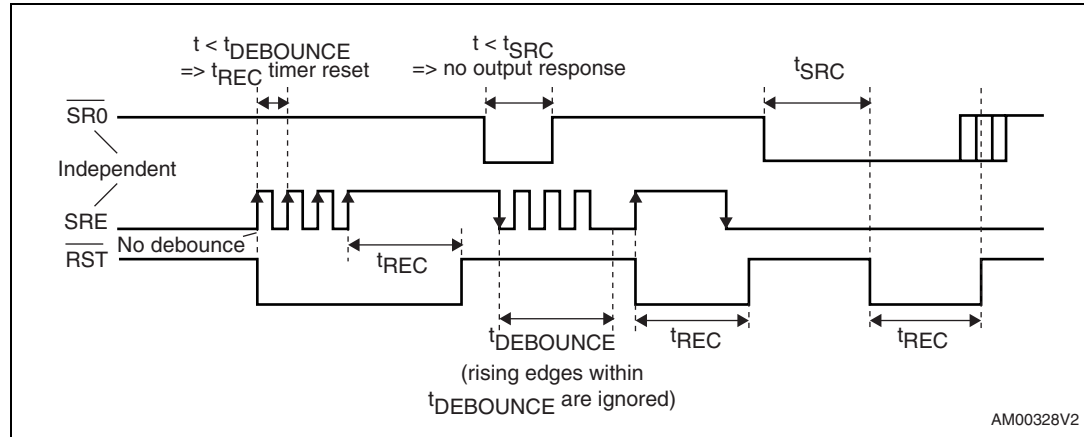 t < tDEBOUNCE
=> tREC timer reset
t < tSRC
=> no output response
tSRC
SR0
Independent
SRE
No debounce
RST
tREC
tDEBOUNCE
(rising edges within
tDEBOUNCE are ignored)
tREC
tREC
AM00328V2